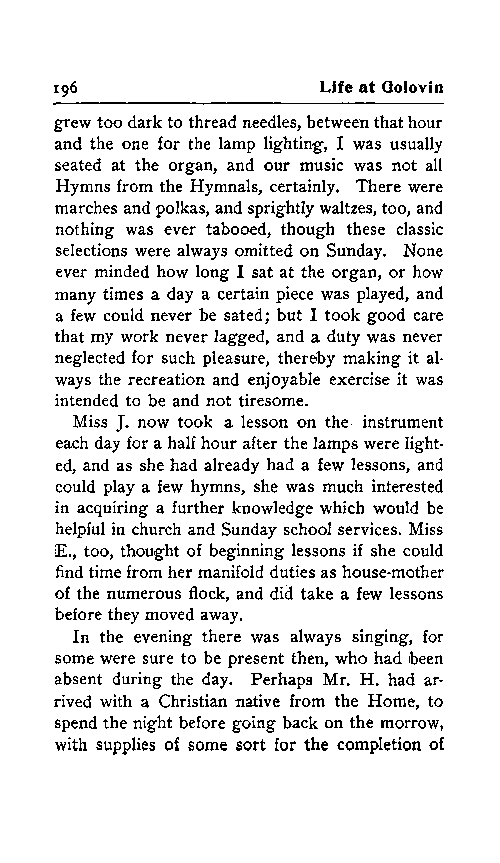 196 Life at Golovin
grew too dark to thread needles, between that hour
and the one for the lamp lighting, I was usually
seated at the organ, and our music was not all
Hymns from the Hymnals, certainly. There were
marches and polkas, and sprightly waltzes, too, and
nothing was ever tabooed, though these classic
selections were always omitted on Sunday. None
ever minded how long I sat at the organ, or how
many times a day a certain piece was played, and
a few could never be sated; but I took good care
that my work never lagged, and a duty was never
neglected for such pleasure, thereby making it al-
ways the recreation and enjoyable exercise it was
intended to be and not tiresome.
Miss J. now took a lesson on the instrument
each day for a half hour after the lamps were light-
ed, and as she had already had a few lessons, and
could play a few hymns, she was much interested
in acquiring a further knowledge which would be
helpful in church and Sunday school services. Miss
E., too, thought of beginning lessons if she could
find time from her manifold duties as house-mother
of the numerous flock, and did take a few lessons
before they moved away.
In the evening there was always singing, for
some were sure to be present then, who had been
absent during the day. Perhaps Mr. H. had ar-
rived with a Christian native from the Home, to
spend the night before going back on the morrow,
with supplies of some sort for the completion of